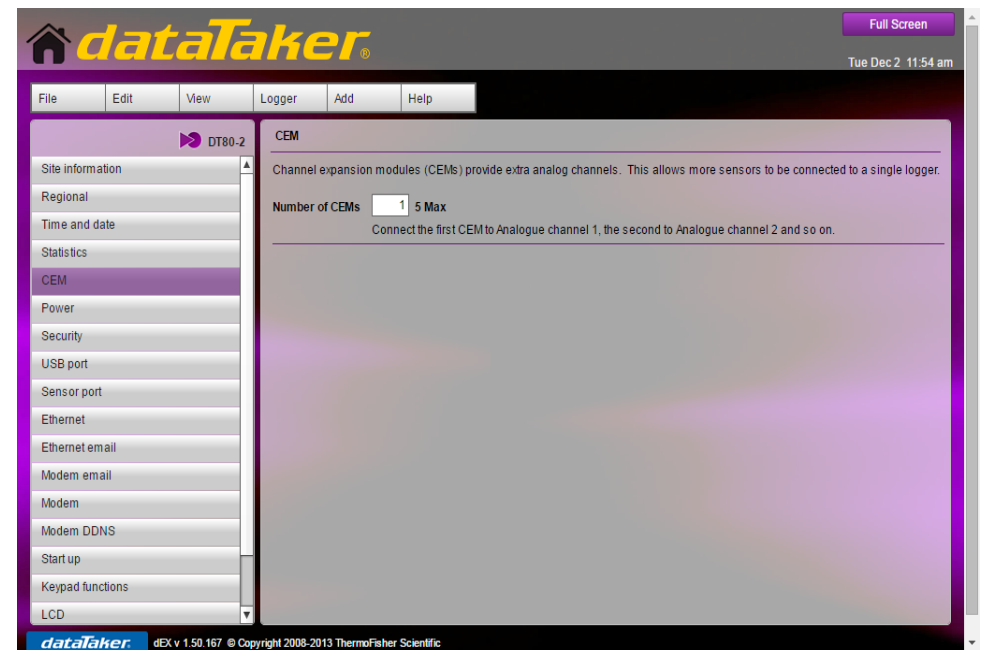 dataTaker®
Full Screen
Tue Dec 2 11:54 am
File Edit View Logger Add Help
DT80-2
Site information
Regional
Time and date
Statistics
CEM
Power
Security
USB port
Sensor port
Ethernet
Ethernet email
Modem email
Modem
Modem DDNS
Start up
Keypad functions
LCD
CEM
Channel expansion modules (CEMs) provide extra analog channels. This allows more sensors to be connected to a single logger.
Number of CEMs 1 5 Max
Connect the first CEM to Analogue channel 1, the second to Analogue channel 2 and so on.
dataTaker. dEX v 1.50.167 © Copyright 2008-2013 ThermoFisher Scientific